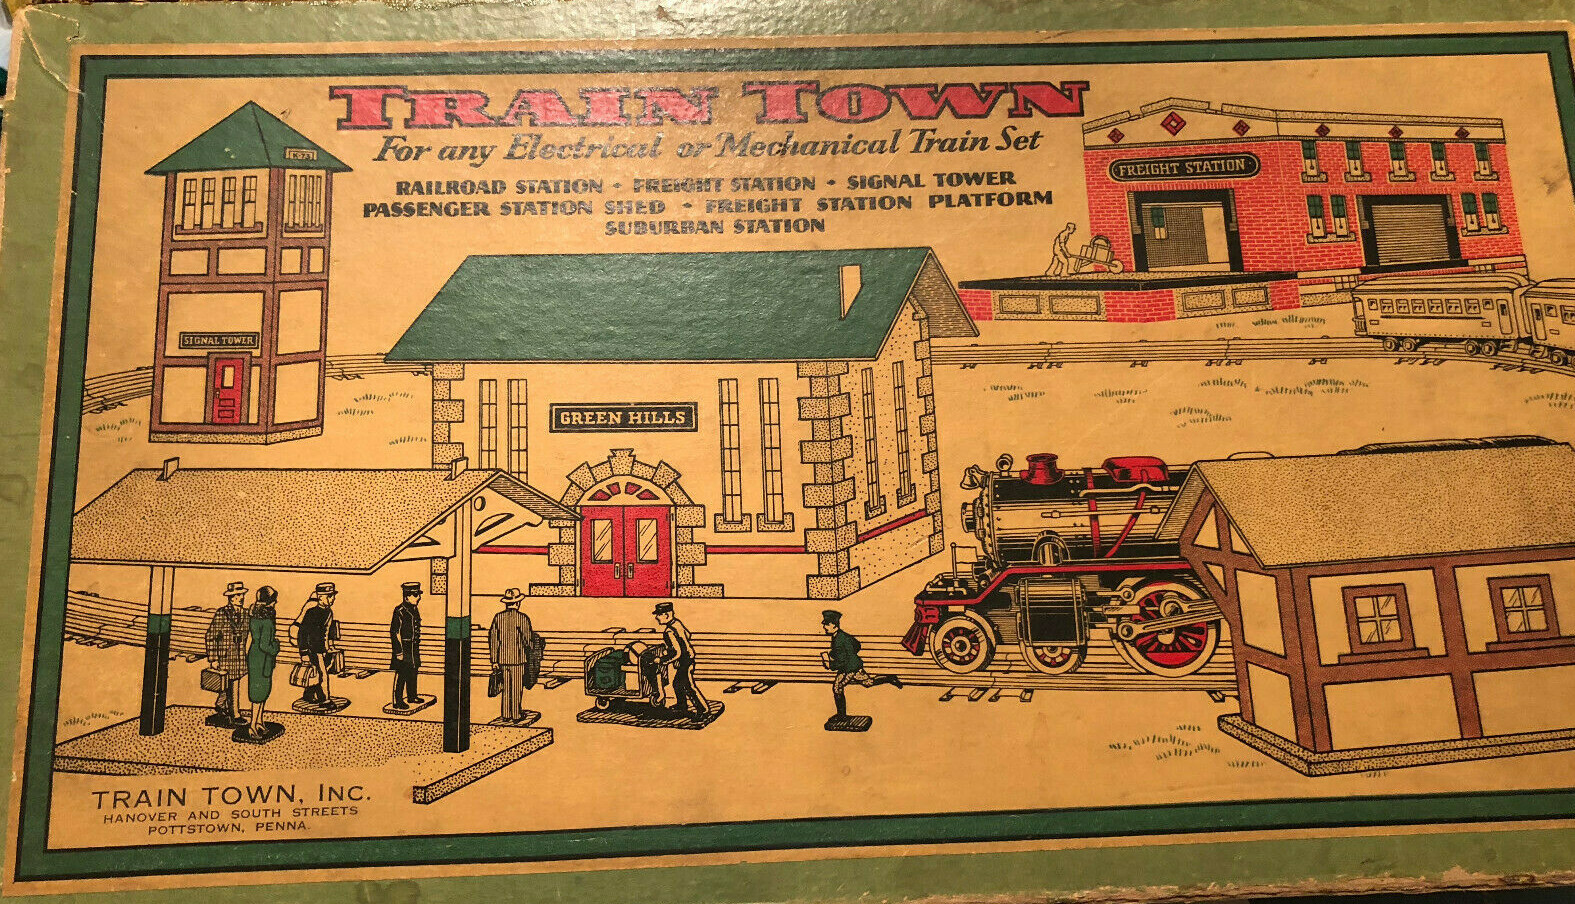 TRAIN TOWN
For any Electrical or Mechanical Train Set
RAILROAD STATION • FREIGHT STATION • SIGNAL TOWER
PASSENGER STATION SHED • FREIGHT STATION PLATFORM
SUBURBAN STATION
K-73
FREIGHT STATION
SIGNAL TOWER
GREEN HILLS
TRAIN TOWN, INC.
HANOVER AND SOUTH STREETS
POTTSTOWN, PENNA.